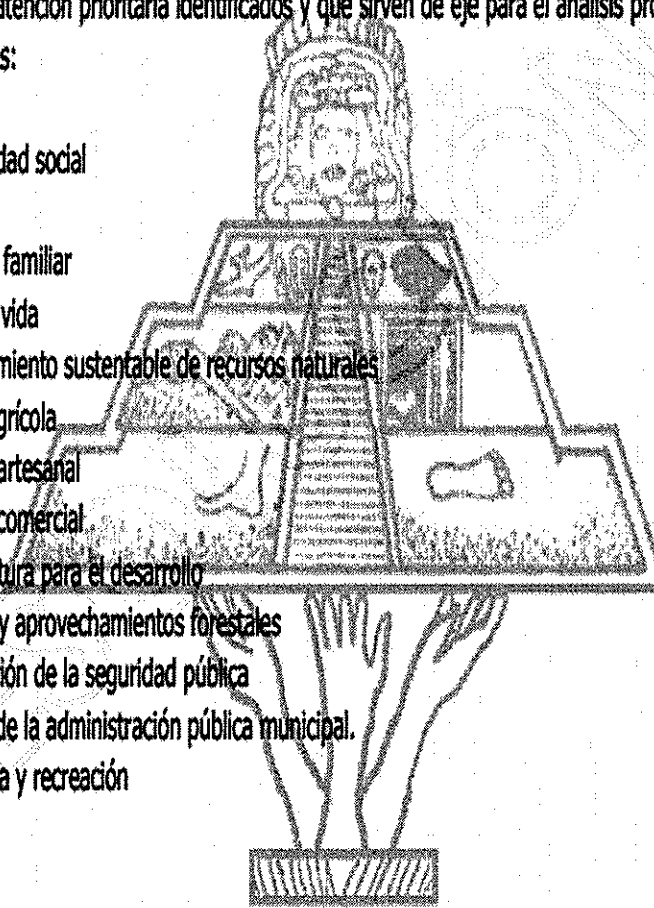 atención prioritaria identificados y que sirven de eje para el análisis pro
s:
dad social
familiar
vida
miento sustentable de recursos naturales
grícola
artesanal
comercial
tura para el desarrollo
y aprovechamientos forestales
ión de la seguridad pública
de la administración pública municipal.
a y recreación